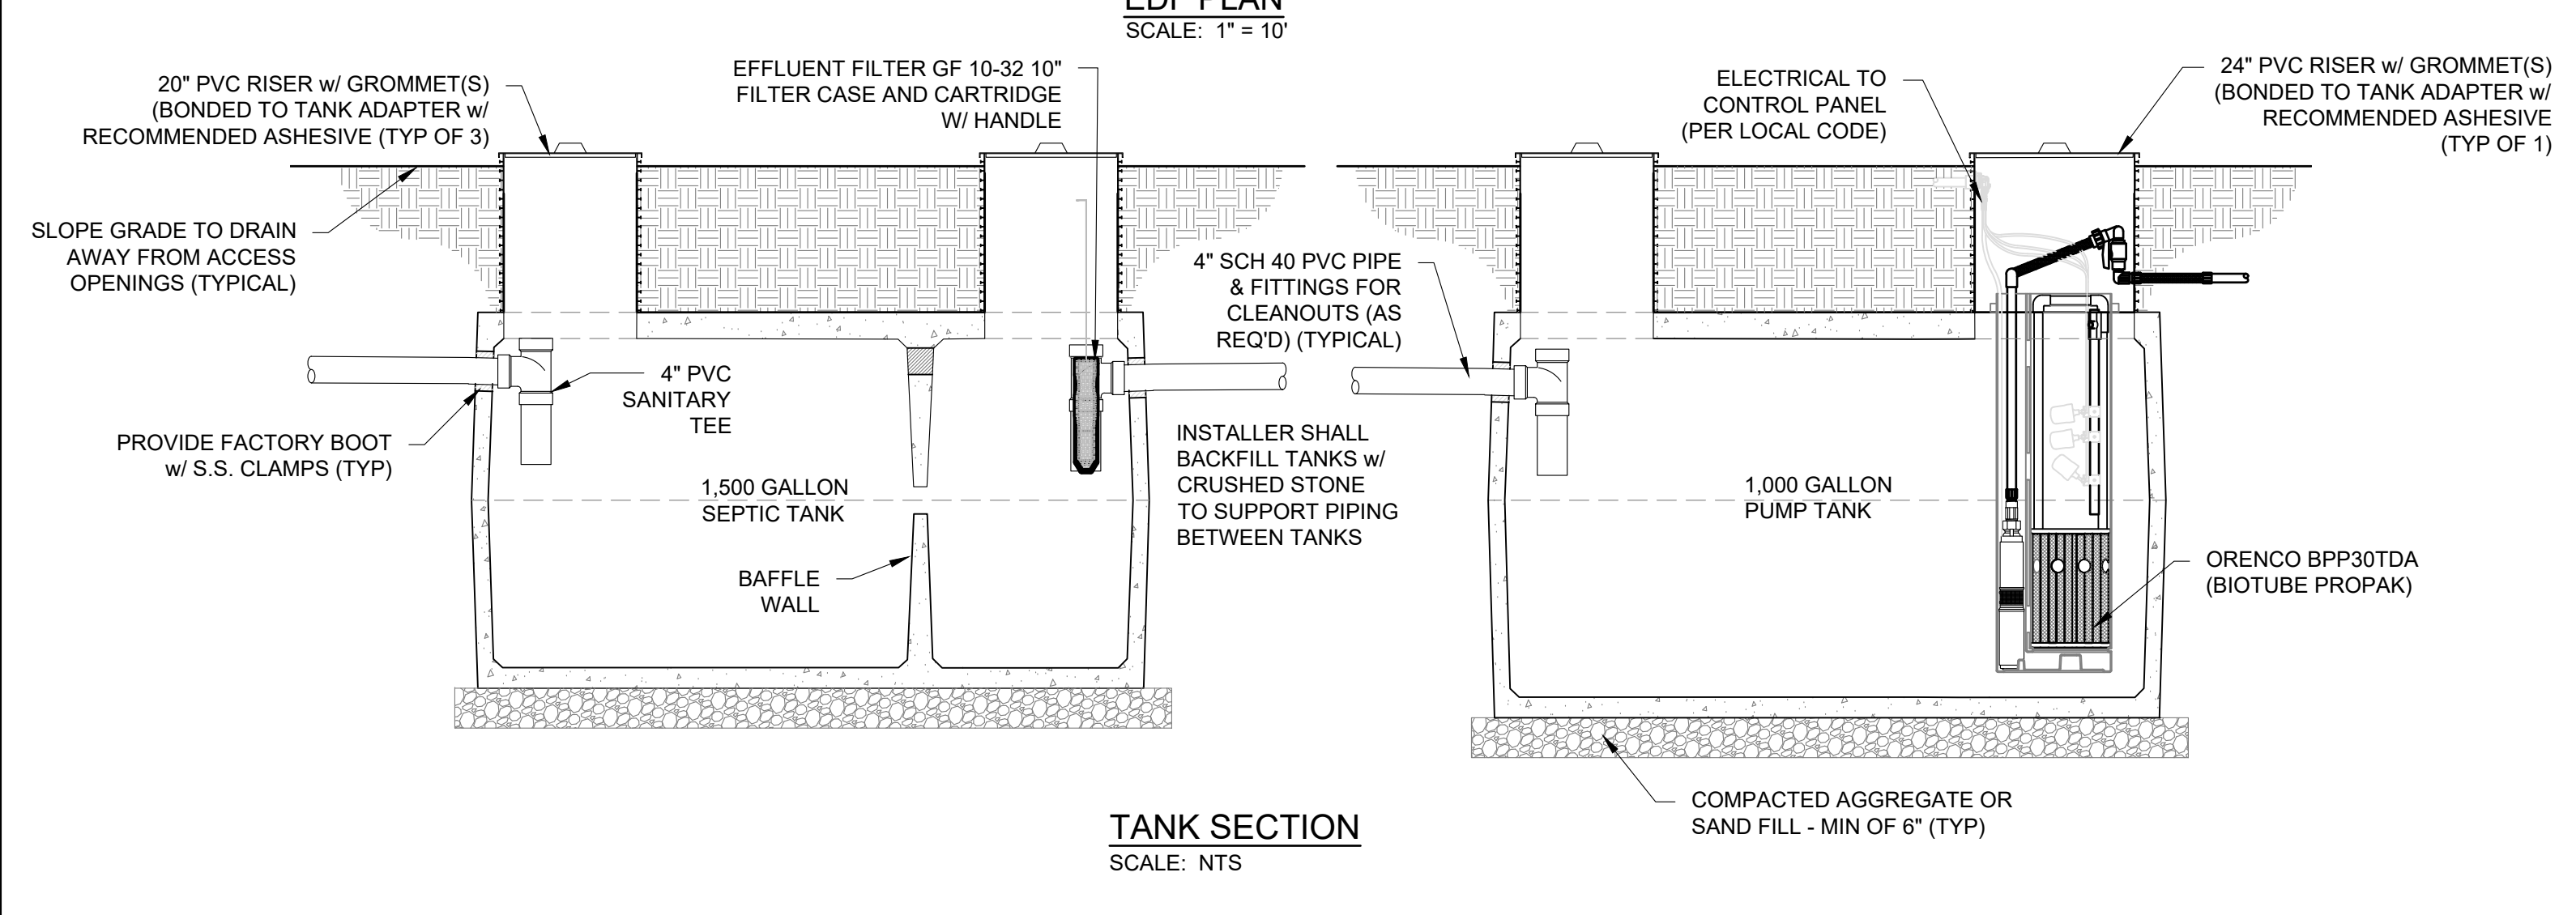 EDF PLAN
SCALE: 1" = 10'
20" PVC RISER w/ GROMMET(S)
(BONDED TO TANK ADAPTER w/
RECOMMENDED ASHESIVE (TYP OF 3)
EFFLUENT FILTER GF 10-32 10"
FILTER CASE AND CARTRIDGE
W/ HANDLE
ELECTRICAL TO
CONTROL PANEL
(PER LOCAL CODE)
24" PVC RISER w/ GROMMET(S)
(BONDED TO TANK ADAPTER w/
RECOMMENDED ASHESIVE
(TYP OF 1)
SLOPE GRADE TO DRAIN
AWAY FROM ACCESS
OPENINGS (TYPICAL)
4" SCH 40 PVC PIPE
& FITTINGS FOR
CLEANOUTS (AS
REQ'D) (TYPICAL)
4" PVC
SANITARY
TEE
PROVIDE FACTORY BOOT
w/ S.S. CLAMPS (TYP)
INSTALLER SHALL
BACKFILL TANKS w/
CRUSHED STONE
TO SUPPORT PIPING
BETWEEN TANKS
1,500 GALLON
SEPTIC TANK
1,000 GALLON
PUMP TANK
BAFFLE
WALL
ORENCO BPP30TDA
(BIOTUBE PROPAK)
COMPACTED AGGREGATE OR
SAND FILL - MIN OF 6" (TYP)
TANK SECTION
SCALE: NTS